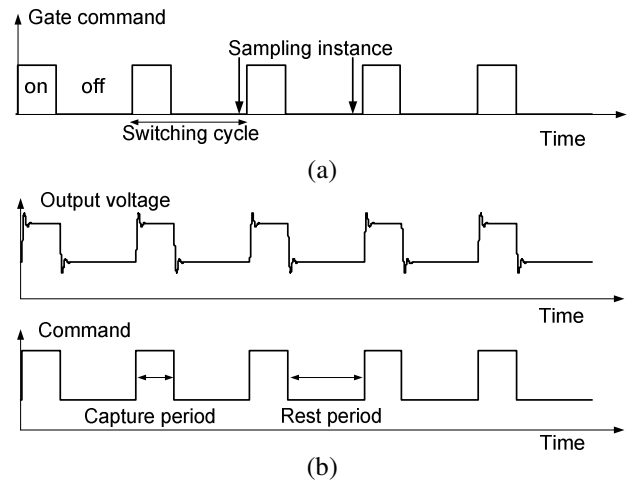 Gate command
Sampling instance
on off
Switching cycle
Time
(a)
Output voltage
Time
Command
Capture period Rest period
Time
(b)